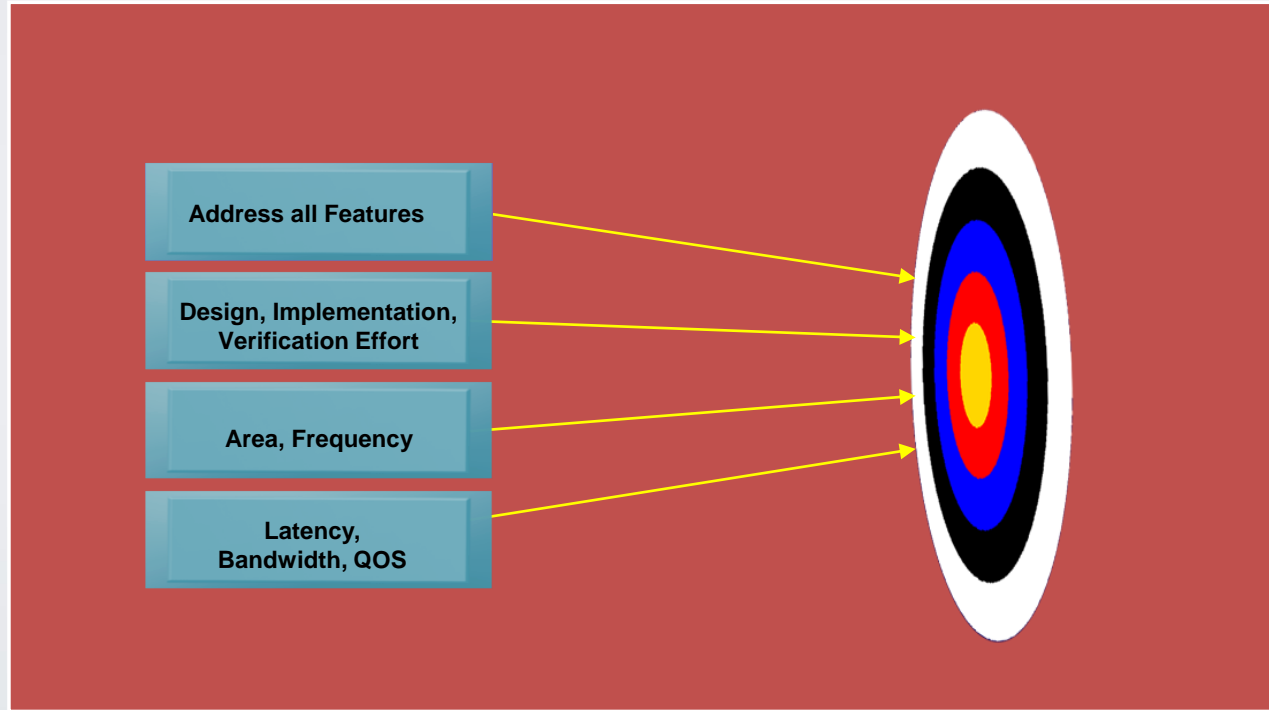 Address all Features
Design, Implementation,
Verification Effort
Area, Frequency
Latency,
Bandwidth, QOS